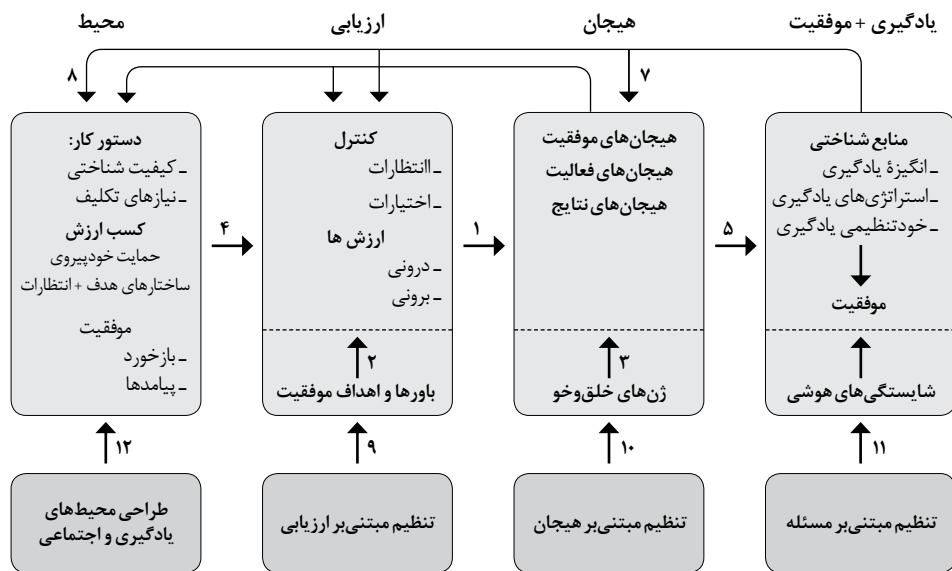 محیط
ارزیابی
هیجان
یادگیری + موفقیت
۸
۷
دستور کار:
ـ کیفیت شناختی
ـ نیازهای تکلیف
کسب ارزش
حمایت خودپیروی
ساختارهای هدف + انتظارات
موفقیت
ـ بازخورد
ـ پیامدها
۴
کنترل
ـ اانتظارات
ـ اختیارات
ارزش ها
ـ درونی
ـ برونی
۲
باورها و اهداف موفقیت
۱
هیجان‌های موفقیت
هیجان‌های فعالیت
هیجان‌های نتایج
۳
ژن‌های خلق‌وخو
۵
منابع شناختی
ـ انگیزهٔ یادگیری
ـ استراتژی‌های یادگیری
ـ خودتنظیمی یادگیری
موفقیت
شایستگی‌های هوشی
۱۲
۹
۱۰
۱۱
طراحی محیط‌های
یادگیری و اجتماعی
تنظیم مبتنی بر ارزیابی
تنظیم مبتنی بر هیجان
تنظیم مبتنی بر مسئله